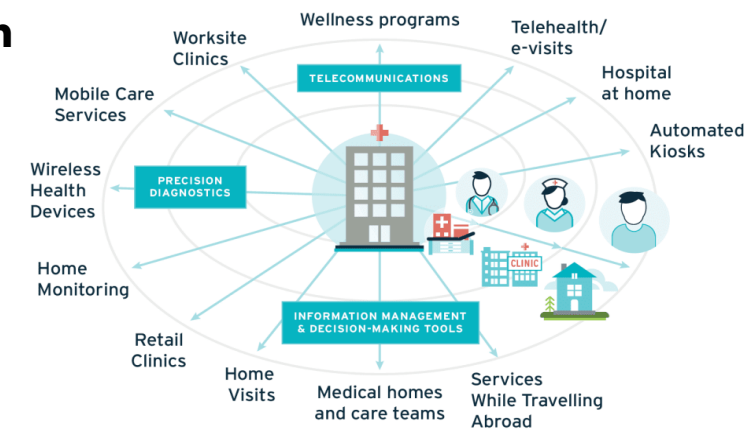 n
Wellness programs
Telehealth/
e-visits
Worksite
Clinics
TELECOMMUNICATIONS
Hospital
at home
Mobile Care
Services
Automated
Kiosks
Wireless
Health
Devices
PRECISION
DIAGNOSTICS
CLINIC
Home
Monitoring
INFORMATION MANAGEMENT
& DECISION-MAKING TOOLS
Retail
Clinics
Home
Visits
Medical homes
and care teams
Services
While Travelling
Abroad